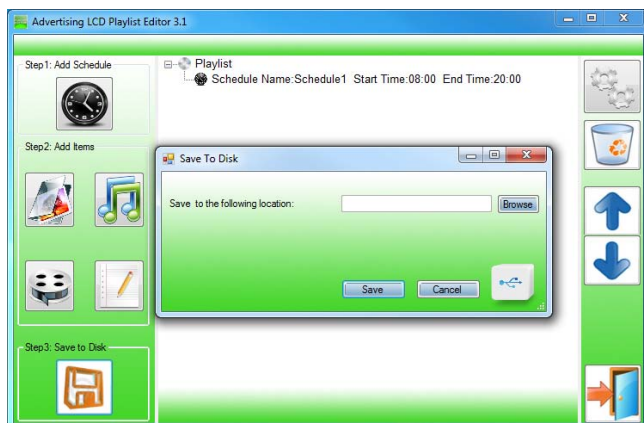 Advertising LCD Playlist Editor 3.1
Step1: Add Schedule
Playlist
Schedule Name:Schedule1 Start Time:08:00 End Time:20:00
Step2: Add Items
Save To Disk
Save to the following location:
Browse
Save
Cancel
Step3: Save to Disk